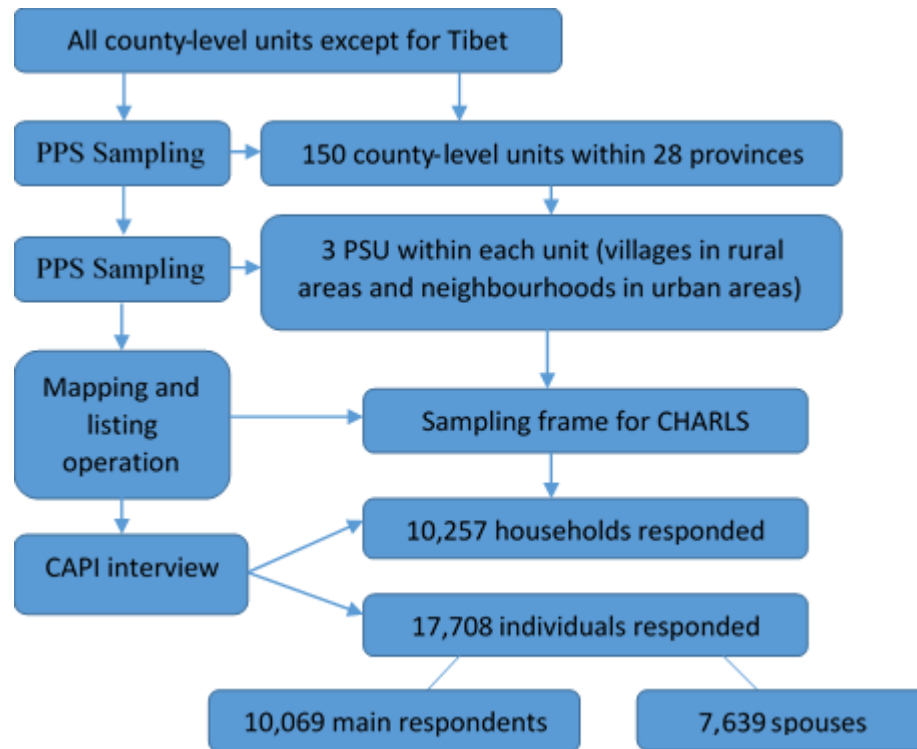 All county-level units except for Tibet
PPS Sampling
150 county-level units within 28 provinces
PPS Sampling
3 PSU within each unit (villages in rural
areas and neighbourhoods in urban areas)
Mapping and
listing
operation
Sampling frame for CHARLS
10,257 households responded
CAPI interview
17,708 individuals responded
10,069 main respondents
7,639 spouses